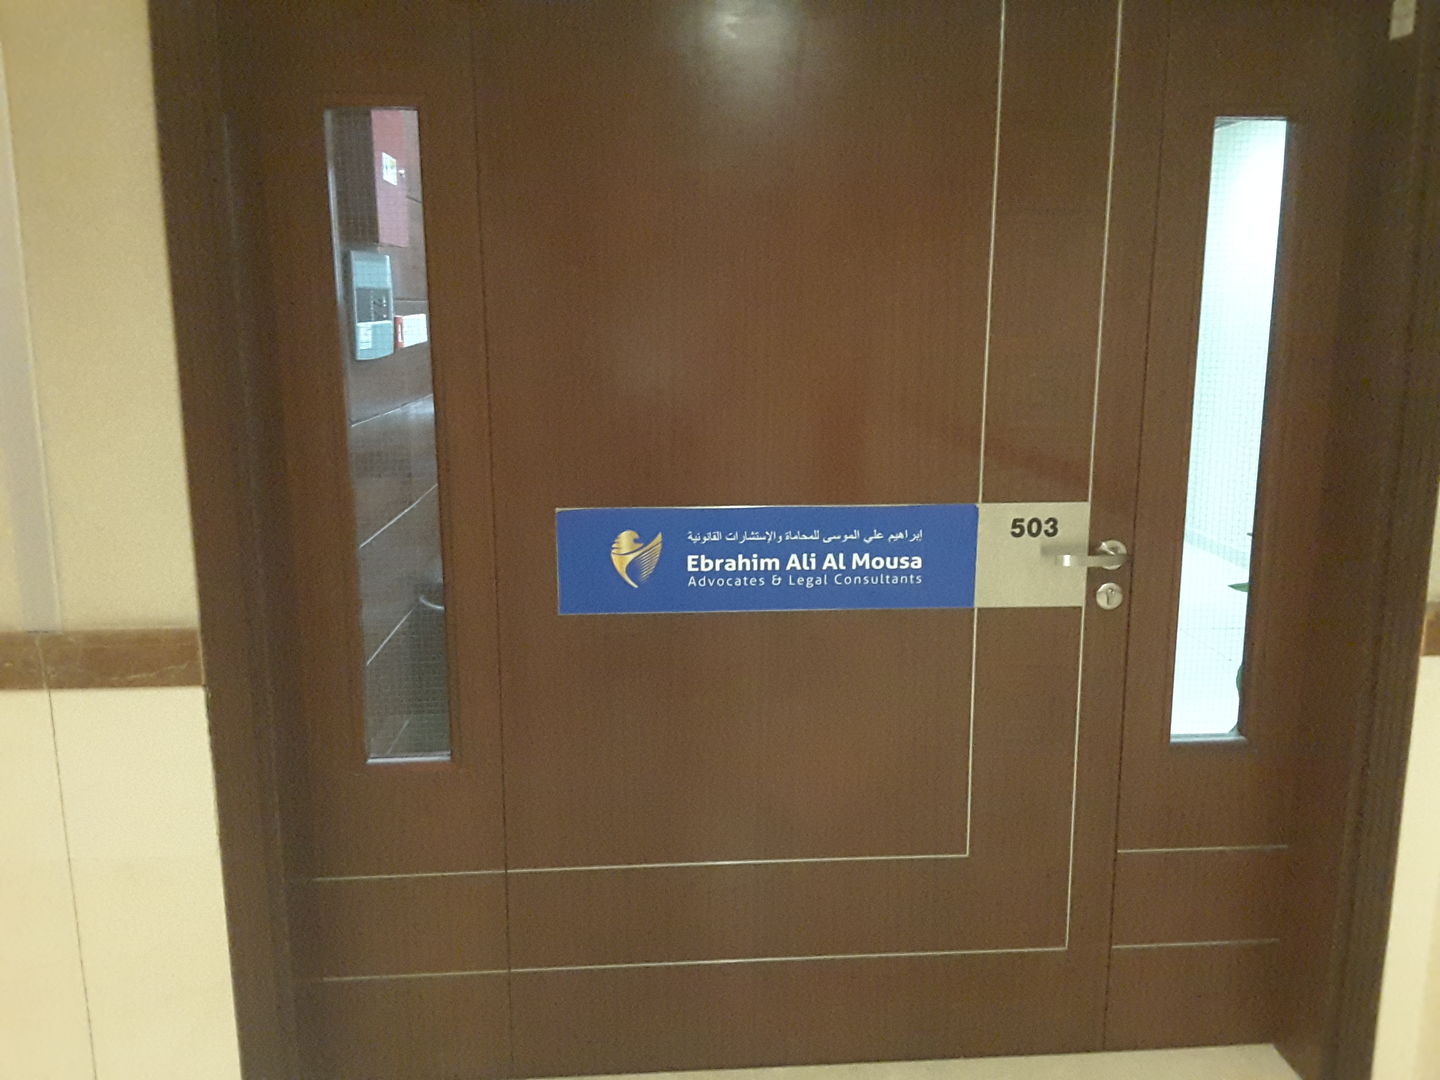 إبراهيم علي الموسى للمحاماة والإستشارات القانونية
Ebrahim Ali Al Mousa
Advocates & Legal Consultants
503